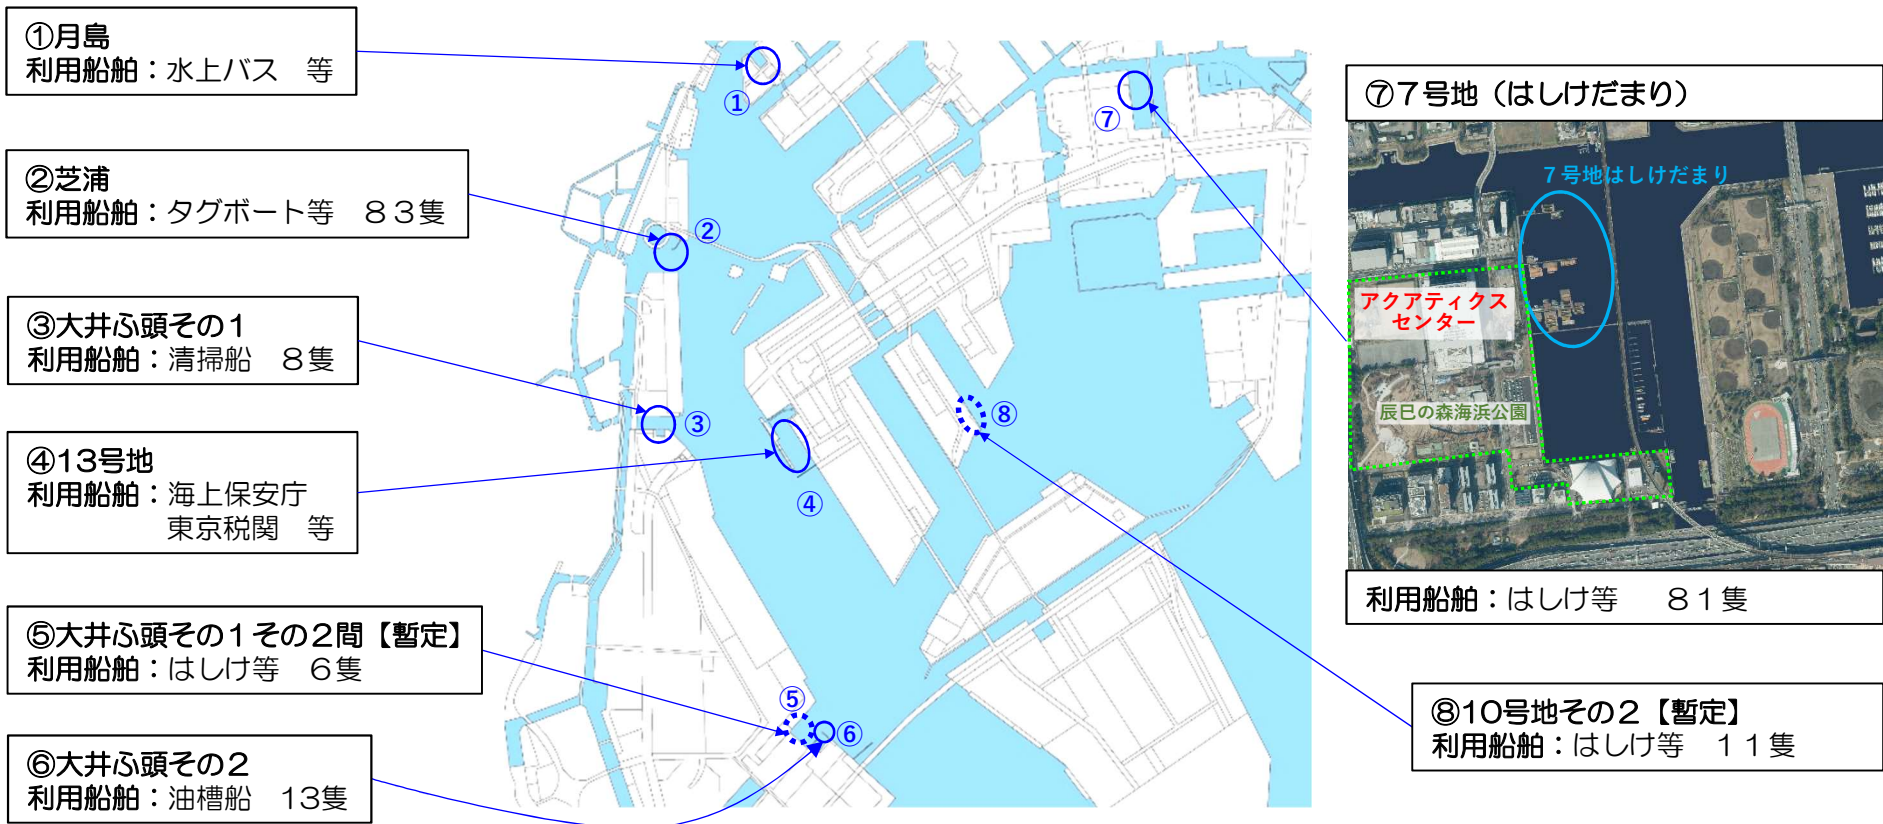 ①月島
利用船舶：水上バス　等
②芝浦
利用船舶：タグボート等　８３隻
③大井ふ頭その１
利用船舶：清掃船　８隻
④13号地
利用船舶：海上保安庁
東京税関　等
⑤大井ふ頭その１その２間【暫定】
利用船舶：はしけ等　６隻
⑥大井ふ頭その２
利用船舶：油槽船　13隻
①
②
③
④
⑤
⑥
⑦
⑧
⑦７号地（はしけだまり）
７号地はしけだまり
アクアティクス
センター
辰巳の森海浜公園
利用船舶：はしけ等　８１隻
⑧10号地その２【暫定】
利用船舶：はしけ等　１１隻